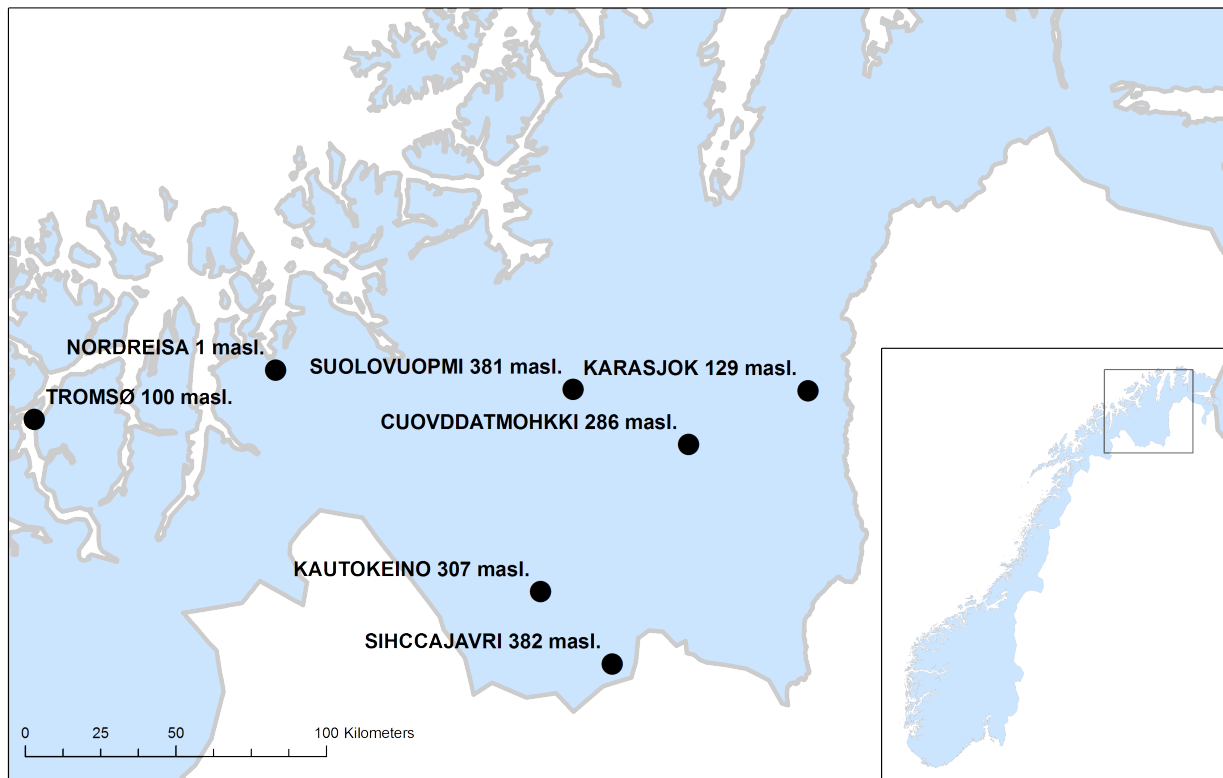 NORDREISA 1 masl.
SUOLOVUOPMI 381 masl.
KARASJOK 129 masl.
TROMSØ 100 masl.
CUOVDDATMOHKKI 286 masl.
KAUTOKEINO 307 masl.
SIHCCAJAVRI 382 masl.
0 25 50 100 Kilometers